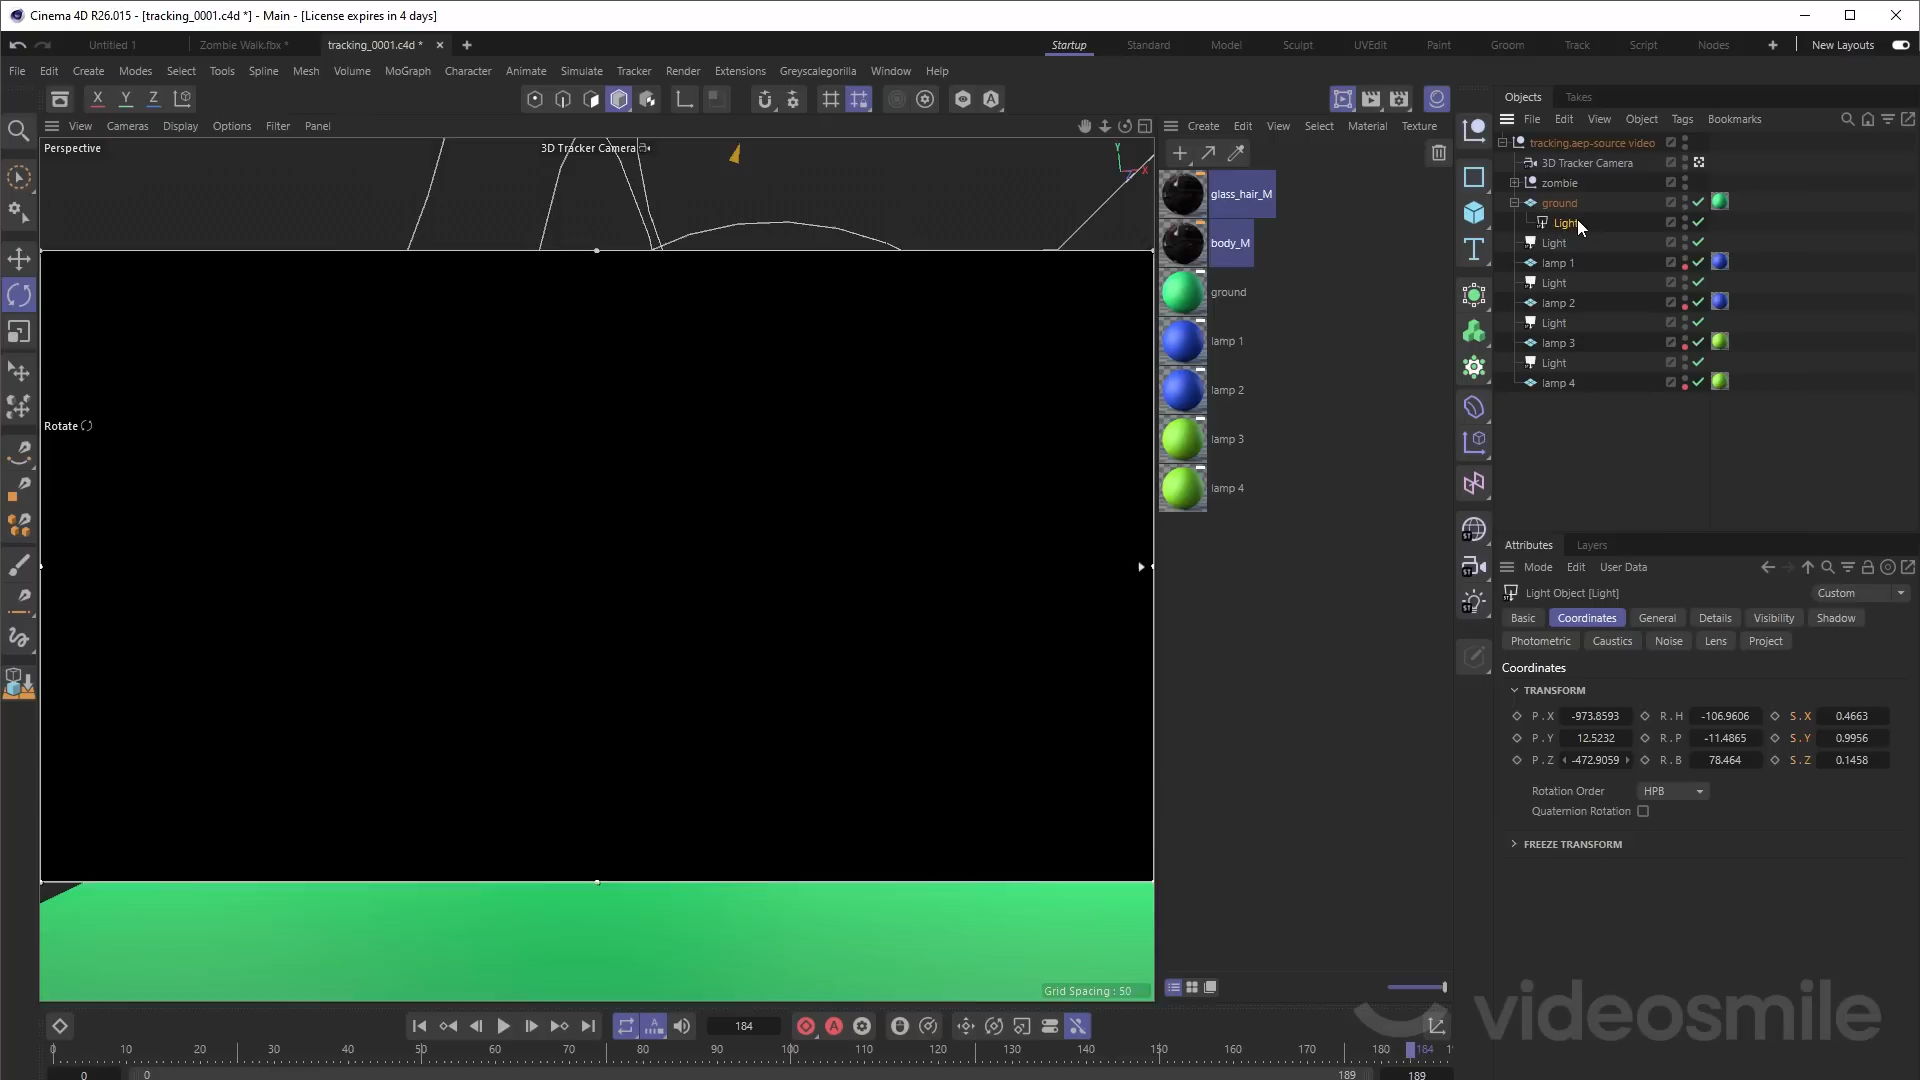 Cinema 4D R26.015 - [tracking_0001.c4d *] - Main - [License expires in 4 days]
Untitled 1
Zombie Walk.fbx *
tracking_0001.c4d *
Startup
Standard
Model
Sculpt
UVEdit
Paint
Groom
Track
Script
Nodes
New Layouts
File Edit Create Modes Select Tools Spline Mesh Volume MoGraph Character Animate Simulate Tracker Render Extensions Greyscalegorilla Window Help
X Y Z
Objects
Takes
View Cameras Display Options Filter Panel
Create Edit View Select Material Texture
File Edit View Object Tags Bookmarks
Perspective
3D Tracker Camera
Y
X
Z
tracking.aep-source video
3D Tracker Camera
zombie
ground
Light
Light
lamp 1
Light
lamp 2
Light
lamp 3
Light
lamp 4
glass_hair_M
body_M
ground
lamp 1
lamp 2
lamp 3
lamp 4
Rotate
Grid Spacing : 50
Attributes
Layers
Mode Edit User Data
Light Object [Light]
Custom
Basic Coordinates General Details Visibility Shadow
Photometric Caustics Noise Lens Project
Coordinates
TRANSFORM
P . X -973.8593 R . H -106.9606 S . X 0.4663
P . Y 12.5232 R . P -11.4865 S . Y 0.9956
P . Z -472.9059 R . B 78.464 S . Z 0.1458
Rotation Order HPB
Quaternion Rotation
FREEZE TRANSFORM
184
0 10 20 30 40 50 60 70 80 90 100 110 120 130 140 150 160 170 180 184
0 0 189 189
videosmile